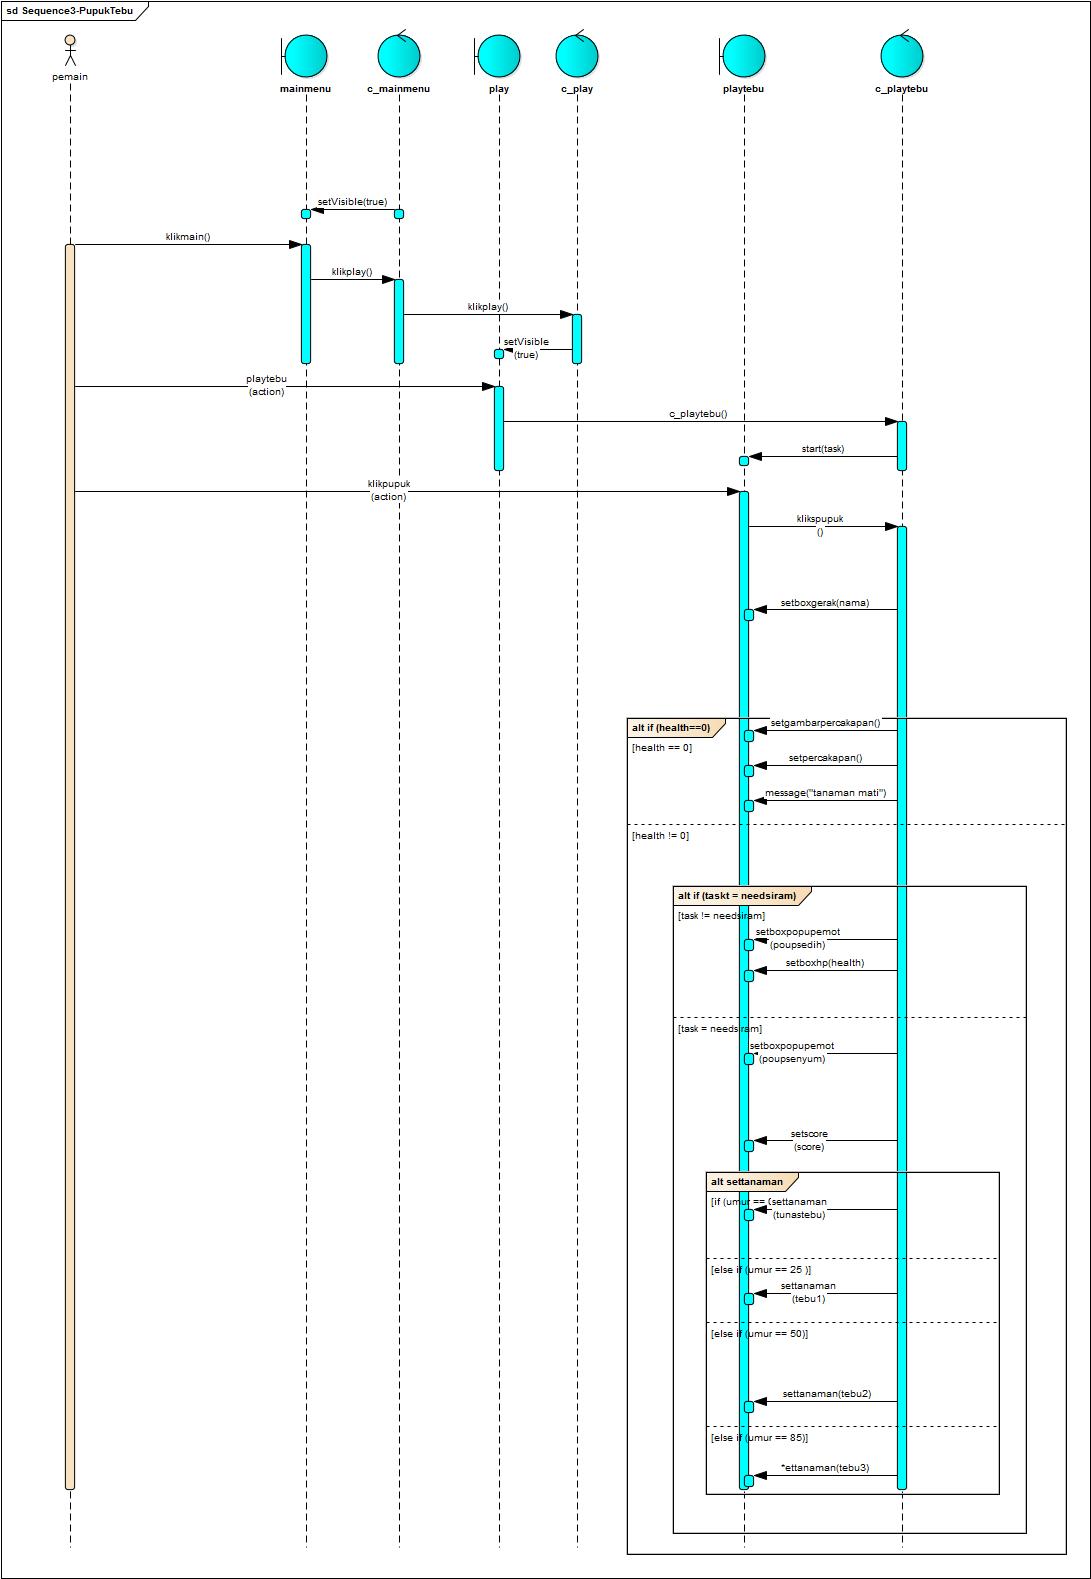 sd Sequence3-PupukTebu
pemain
mainmenu
c_mainmenu
play
c_play
playtebu
c_playtebu
setVisible(true)
klikmain()
klikplay()
klikplay()
setVisible
(true)
playtebu
(action)
c_playtebu()
start(task)
klikpupuk
(action)
klikspupuk
()
setboxgerak(nama)
alt if (health==0)
setgambarpercakapan()
[health == 0]
setpercakapan()
message("tanaman mati")
[health != 0]
alt if (taskt = needsiram)
[task != needsiram]
setboxpopupemot
(poupsedih)
setboxhp(health)
[task = needsiram]
setboxpopupemot
(poupsenyum)
setscore
(score)
alt settanaman
[if (umur ==
settanaman
(tunastebu)
[else if (umur == 25 )]
settanaman
(tebu1)
[else if (umur == 50)]
settanaman(tebu2)
[else if (umur == 85)]
*ettanaman(tebu3)